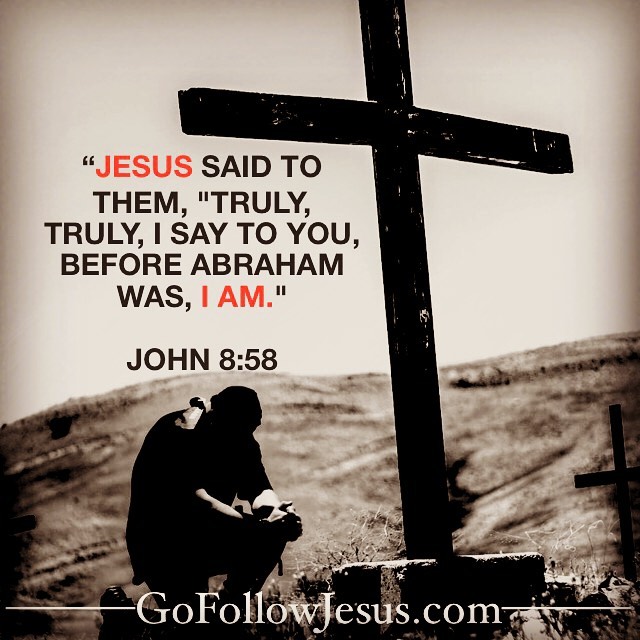 “JESUS SAID TO
THEM, "TRULY,
TRULY, I SAY TO YOU,
BEFORE ABRAHAM
WAS, I AM."
JOHN 8:58
GoFollowJesus.com